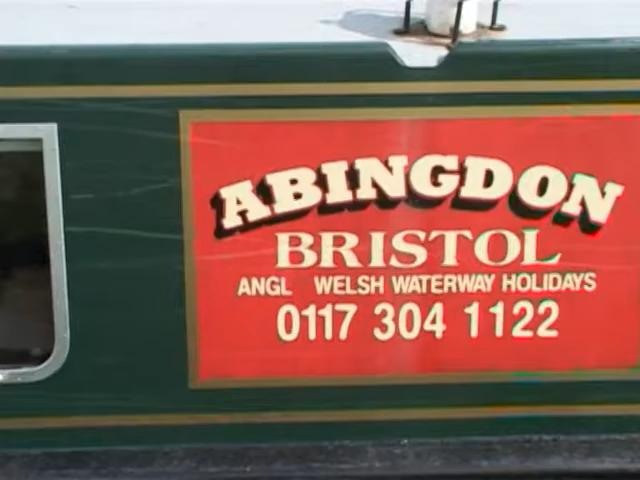 ABINGDON
BRISTOL
ANGL WELSH WATERWAY HOLIDAYS
0117 304 1122